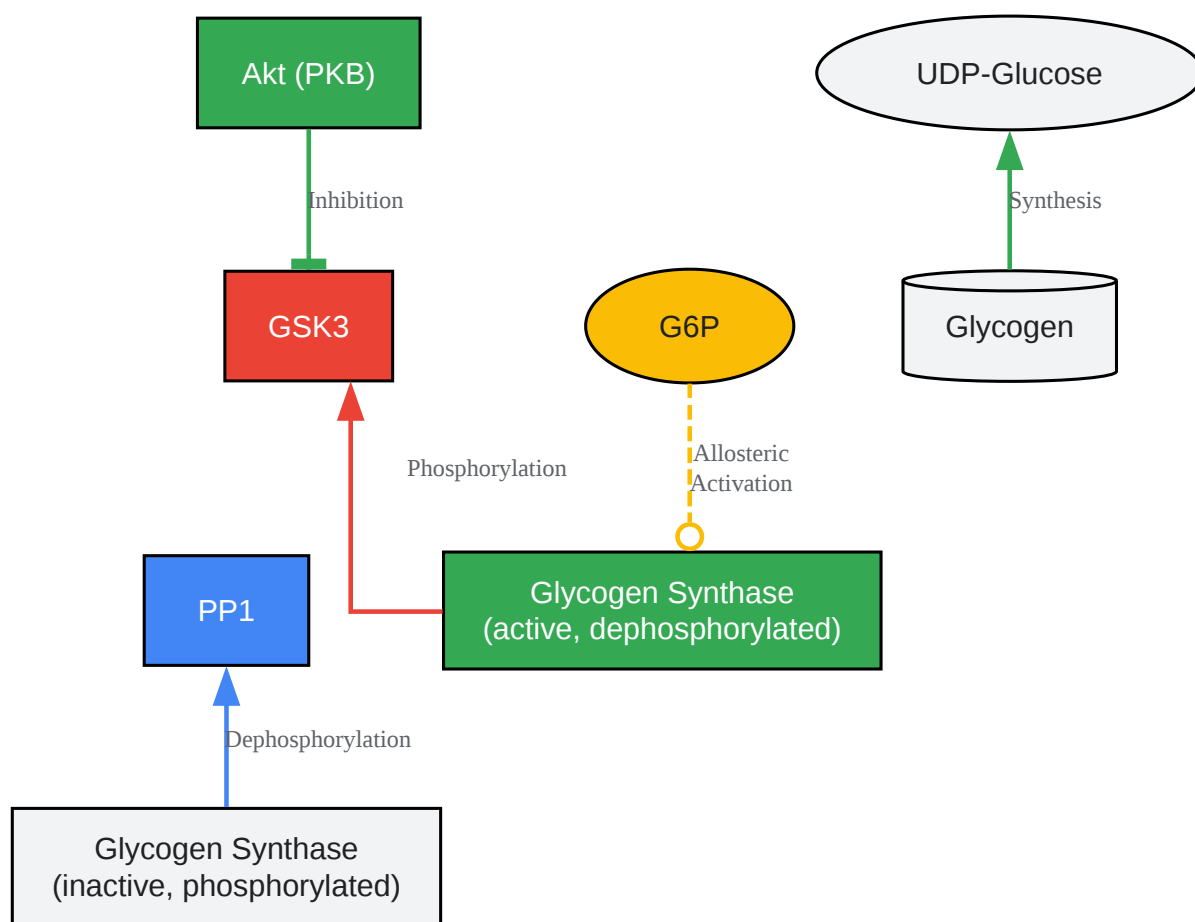 Akt (PKB)
UDP-Glucose
Inhibition
Synthesis
GSK3
G6P
Glycogen
Phosphorylation
Allosteric
Activation
PP1
Glycogen Synthase
(active, dephosphorylated)
Dephosphorylation
Glycogen Synthase
(inactive, phosphorylated)